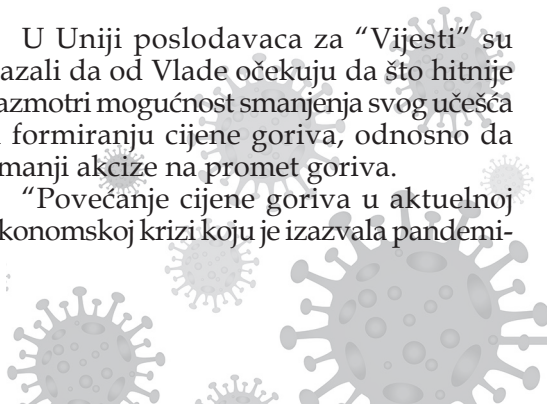 U Uniji poslodavaca za “Vijesti” su
azali da od Vlade očekuju da što hitnije
azmotri mogućnost smanjenja svog učešća
formiranju cijene goriva, odnosno da
manji akcize na promet goriva.
“Povećanje cijene goriva u aktuelnoj
konomskoj krizi koju je izazvala pandemi-